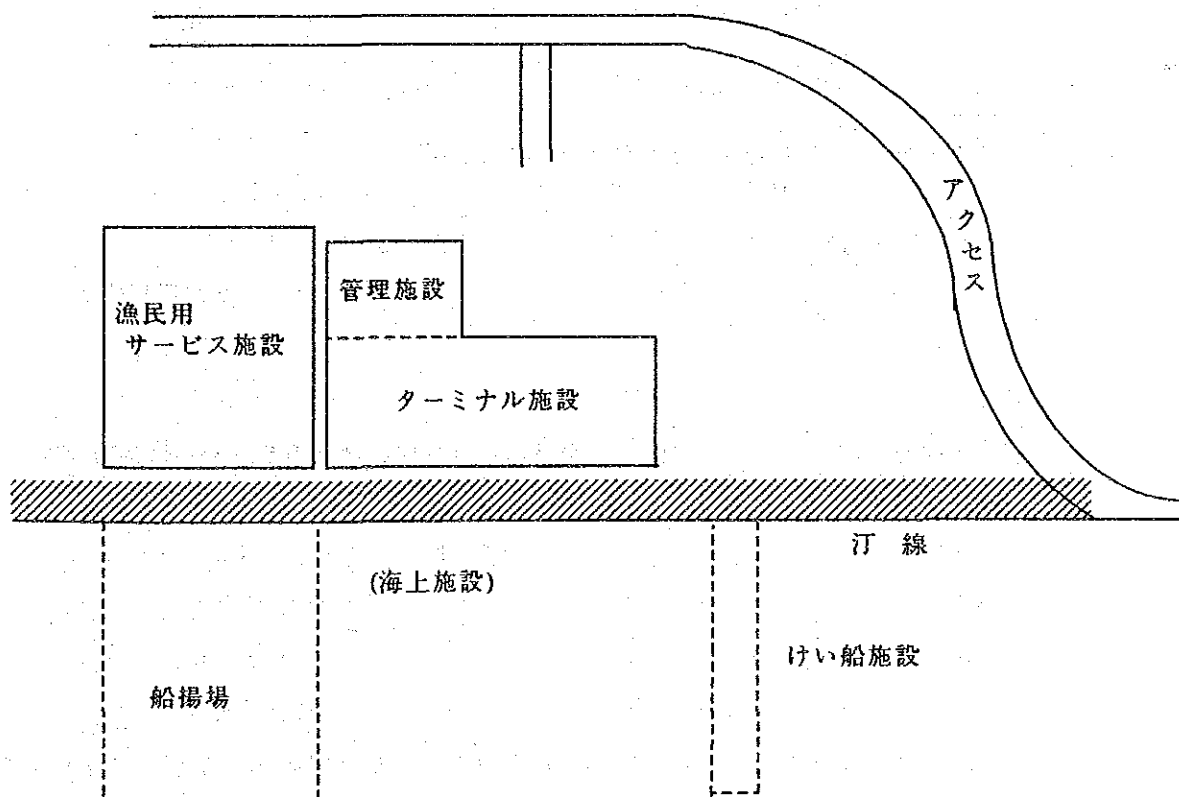 アクセス
管理施設
漁民用
サービス施設
ターミナル施設
汀 線
(海上施設)
けい船施設
船揚場